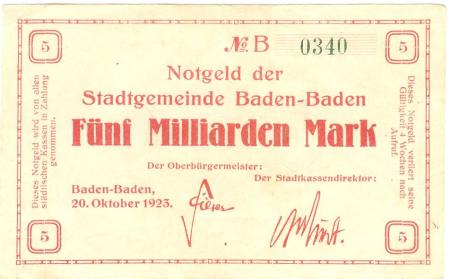 5
5
№ B 0340
Notgeld der
Stadtgemeinde Baden-Baden
Fünf Milliarden Mark
Der Oberbürgermeister:
Der Stadtkassendirektor:
Baden-Baden,
20. Oktober 1923.
Dieses Notgeld wird von allen
städtischen Kassen in Zahlung
genommen.
Dieses Notgeld verliert seine
Gültigkeit 4 Wochen nach
Aufruf.
5
5